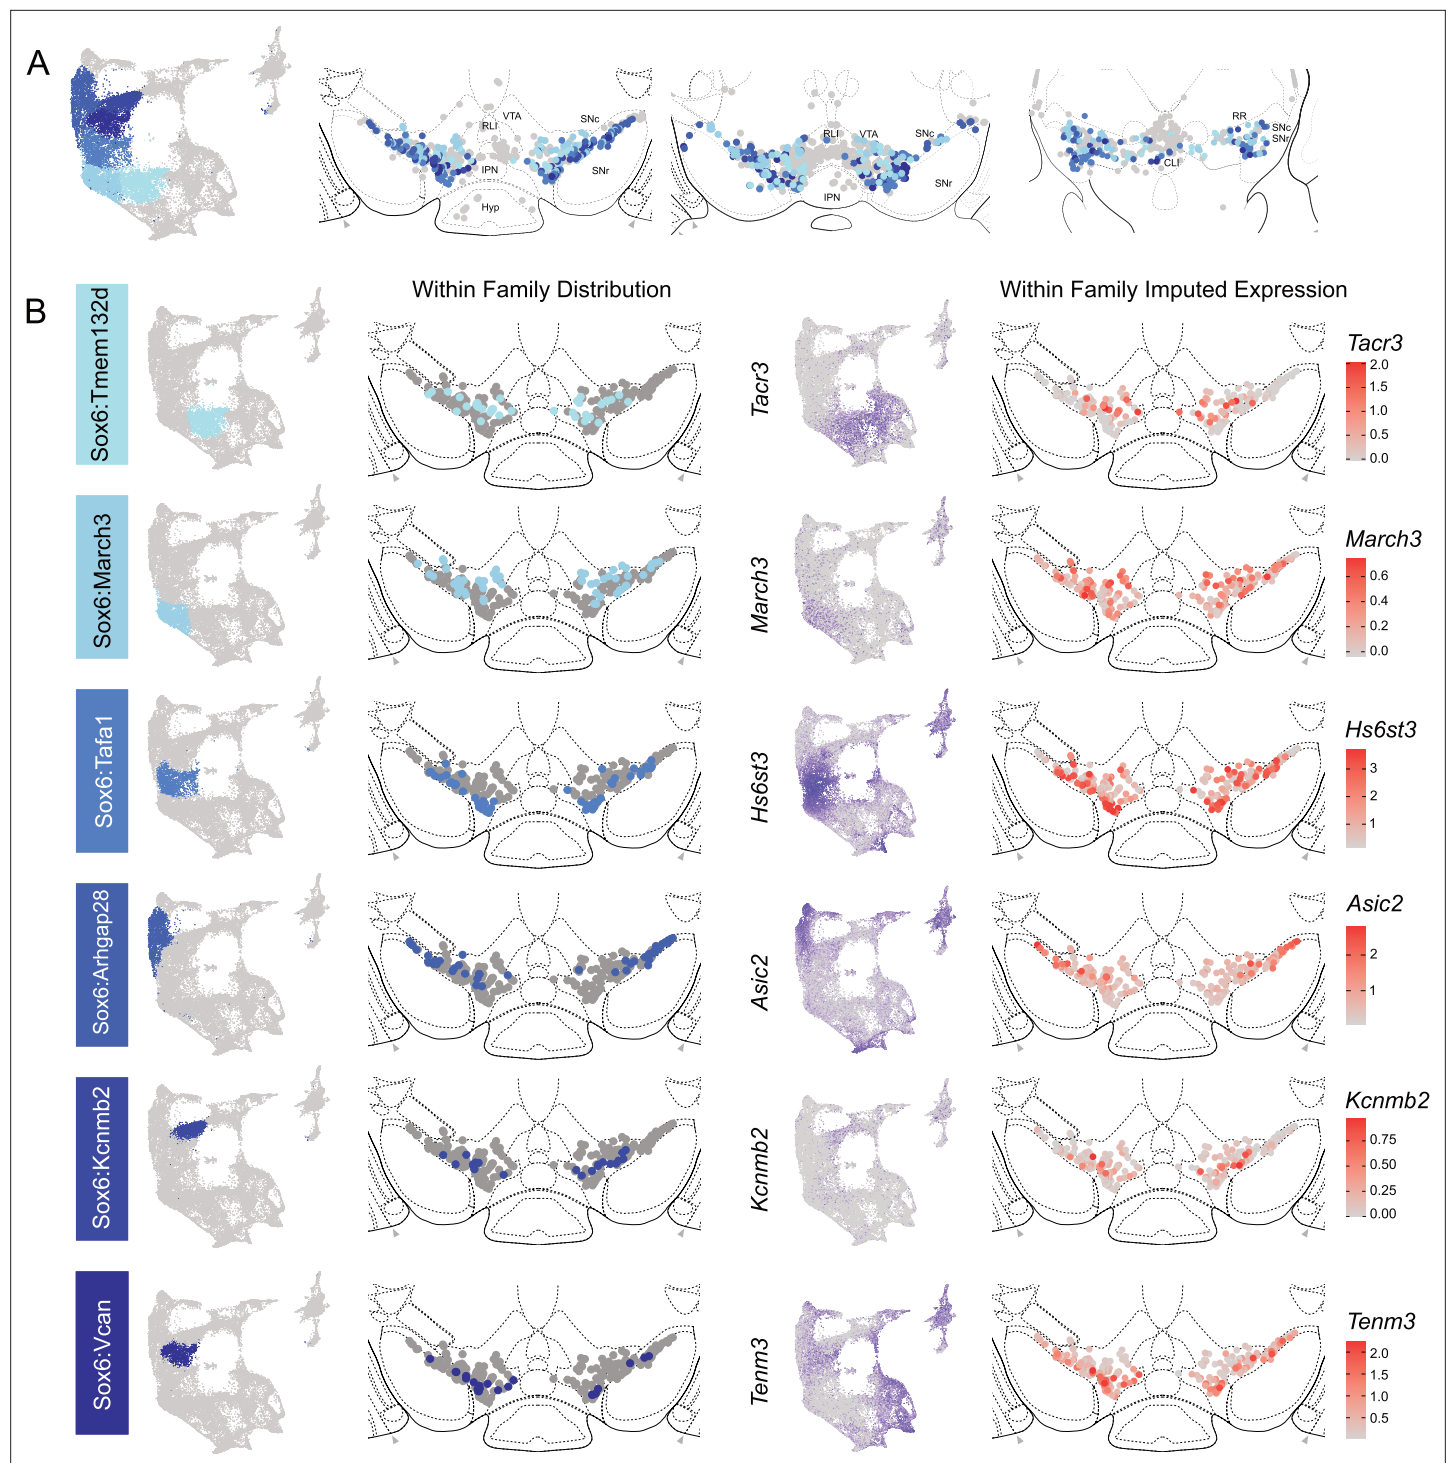 A
RLI
VTA
SNc
IPN
SNr
Hyp
RLI
VTA
SNc
SNr
IPN
RR
SNc
SNr
CLI
B
Within Family Distribution
Within Family Imputed Expression
Sox6:Tmem132d
Tacr3
Tacr3
2.0
1.5
1.0
0.5
0.0
Sox6:March3
March3
March3
0.6
0.4
0.2
0.0
Sox6:Tafa1
Hs6st3
Hs6st3
3
2
1
Sox6:Arhgap28
Asic2
Asic2
2
1
Sox6:Kcnmb2
Kcnmb2
Kcnmb2
0.75
0.50
0.25
0.00
Sox6:Vcan
Tenm3
Tenm3
2.0
1.5
1.0
0.5